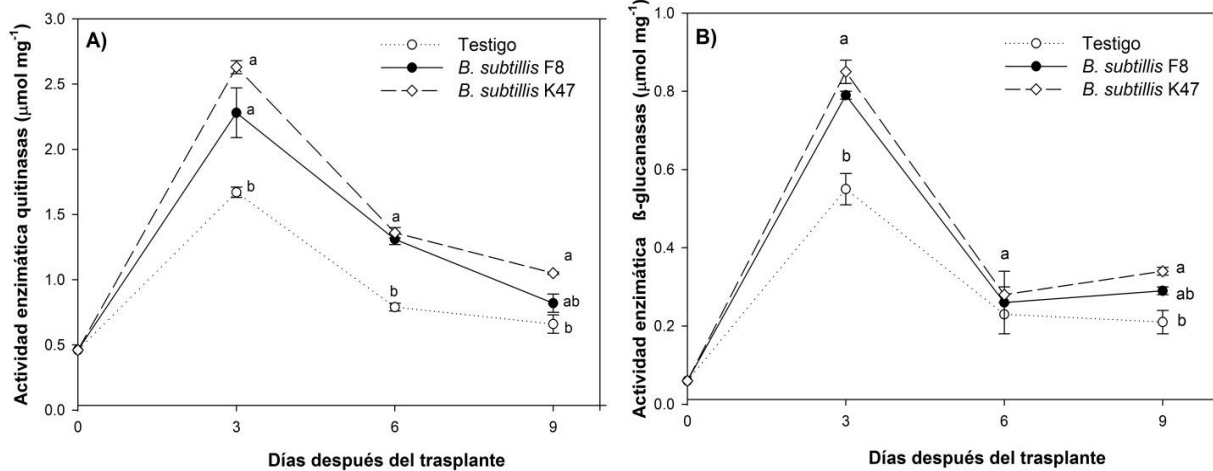 A)
Testigo
B. subtillis F8
B. subtillis K47
Actividad enzimática quitinasas (µmol mg⁻¹)
3.0
2.5
2.0
1.5
1.0
0.5
0.0
a
a
b
a
b
a
ab
b
0
3
6
9
Días después del trasplante
B)
Testigo
B. subtillis F8
B. subtillis K47
Actividad enzimática ß-glucanasas (µmol mg⁻¹)
1.0
0.8
0.6
0.4
0.2
0.0
a
b
a
a
ab
b
0
3
6
9
Días después del trasplante